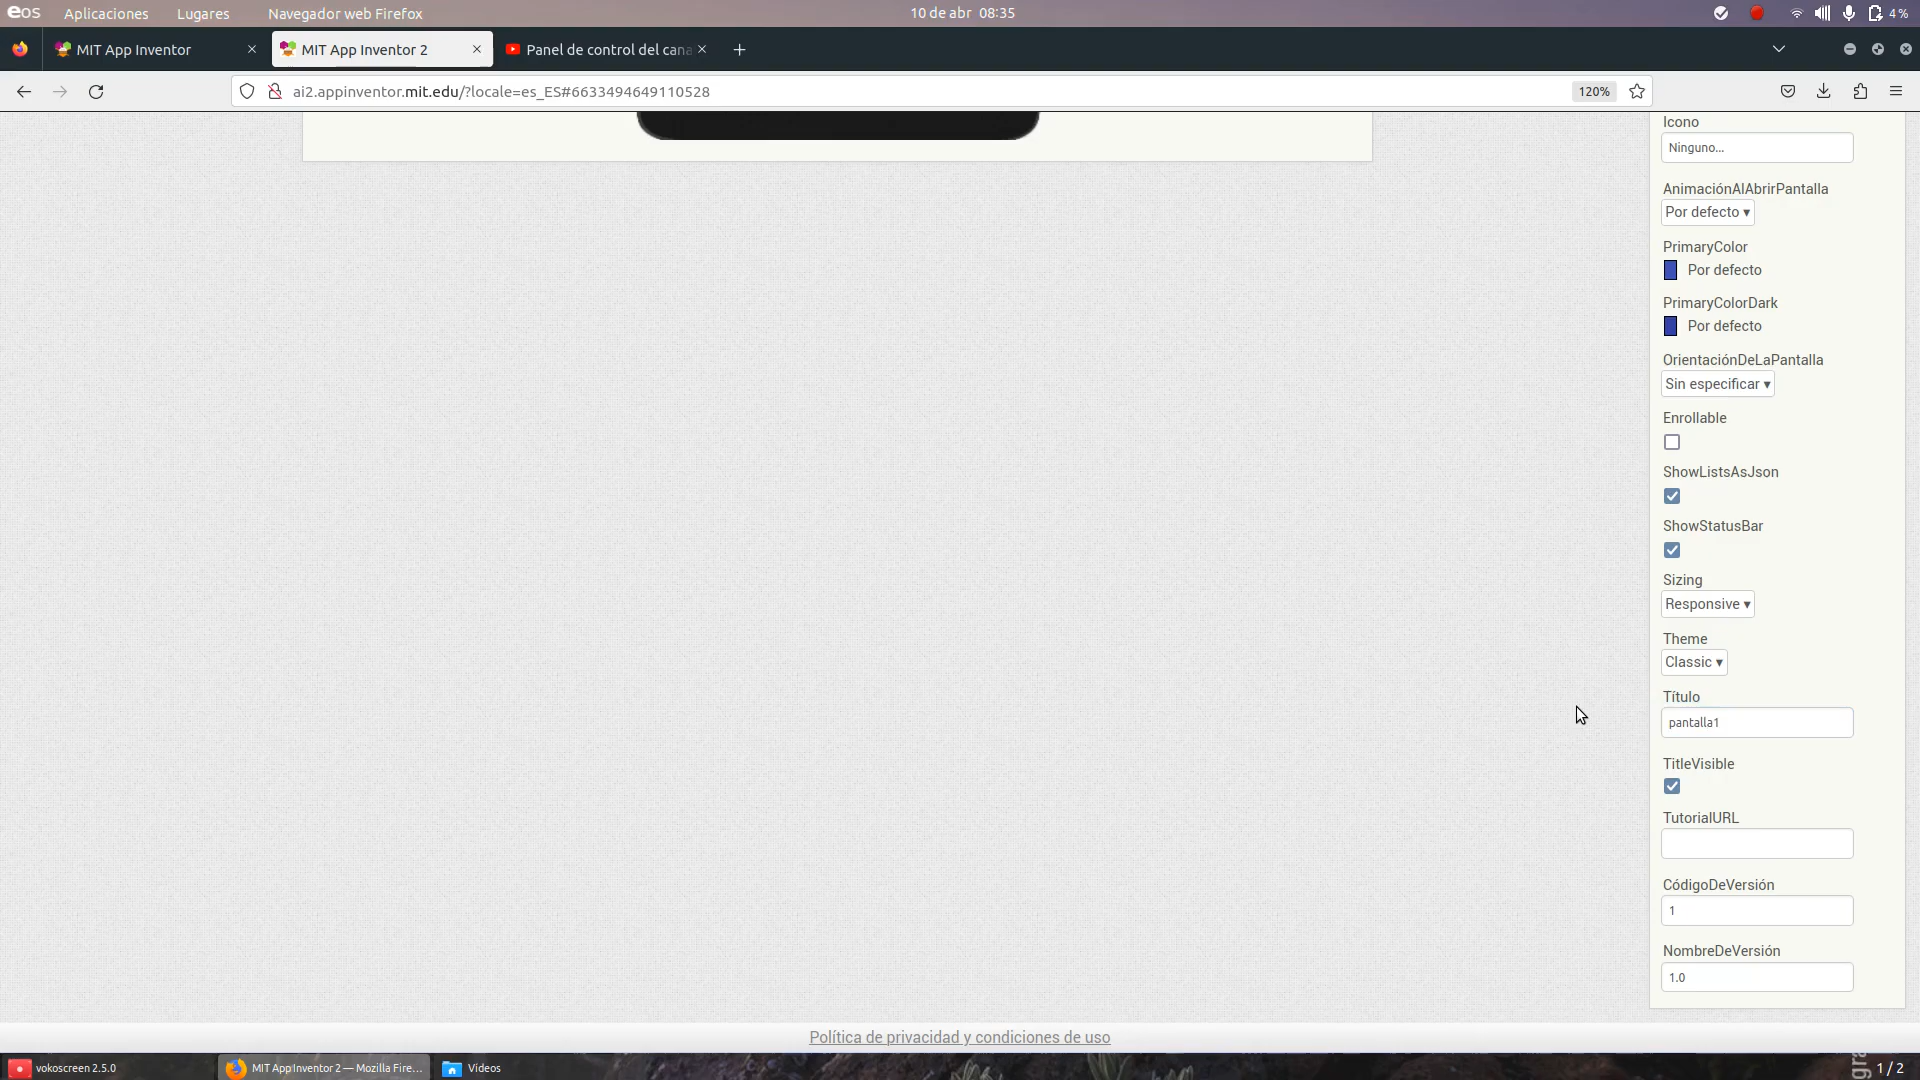 eos Aplicaciones Lugares Navegador web Firefox 10 de abr 08:35 4 %
MIT App Inventor MIT App Inventor 2 Panel de control del cana
ai2.appinventor.mit.edu/?locale=es_ES#6633494649110528 120%
Icono
Ninguno...
AnimaciónAlAbrirPantalla
Por defecto
PrimaryColor
Por defecto
PrimaryColorDark
Por defecto
OrientaciónDeLaPantalla
Sin especificar
Enrollable
ShowListsAsJson
ShowStatusBar
Sizing
Responsive
Theme
Classic
Título
pantalla1
TitleVisible
TutorialURL
CódigoDeVersión
1
NombreDeVersión
1.0
Política de privacidad y condiciones de uso
vokoscreen 2.5.0 MIT App Inventor 2 — Mozilla Fire... Vídeos 1 / 2